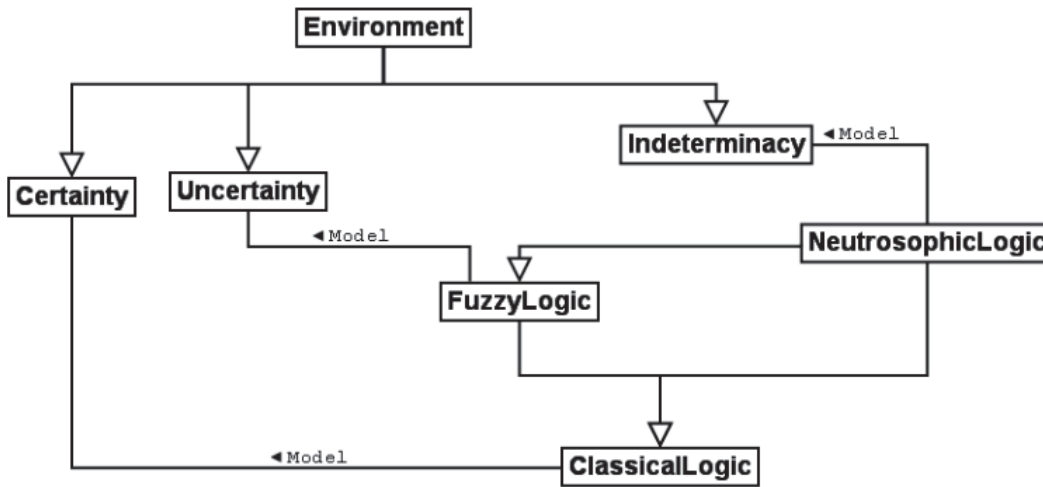 Environment
Indeterminacy
◄ Model
Certainty
Uncertainty
◄ Model
NeutrosophicLogic
FuzzyLogic
◄ Model
ClassicalLogic